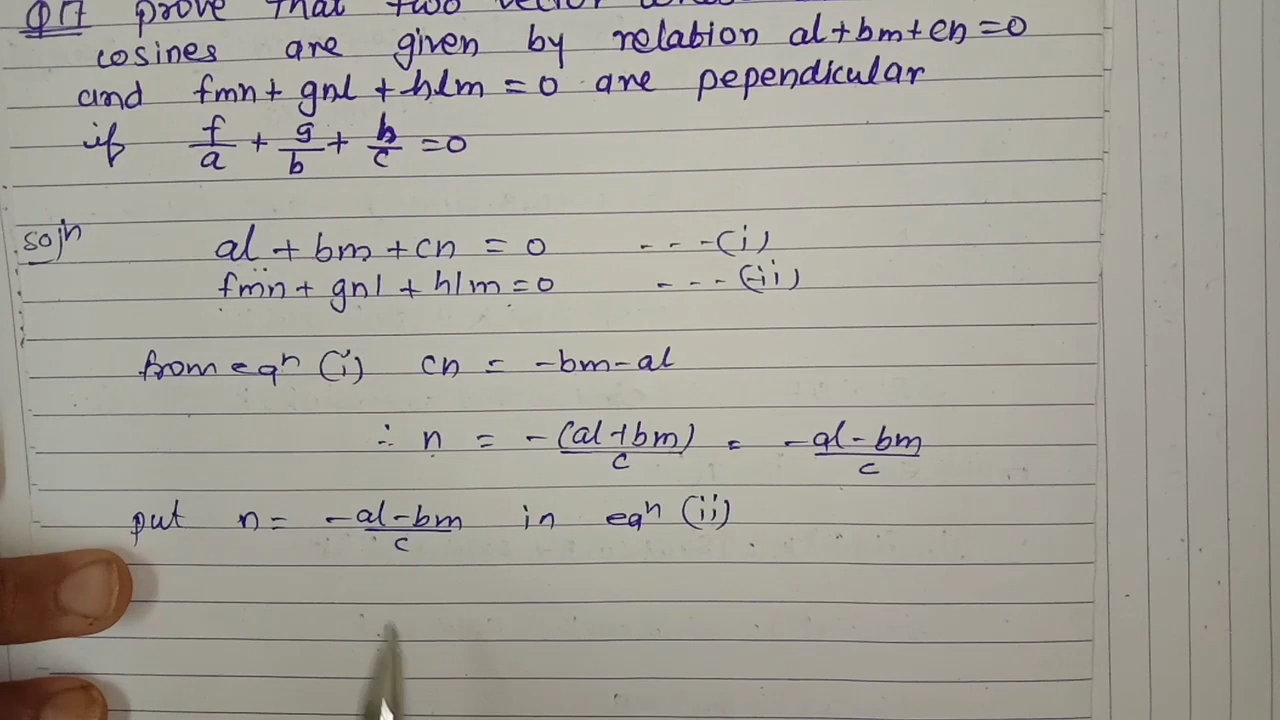 Q17 prove that two vector
cosines are given by relation al+bm+cn=0
and fmn+gnl+hlm=0 are pependicular
if f/a + g/b + h/c =0
Soln al+bm+cn=0 ---(i)
fmn+gnl+hlm=0 ---(ii)
from eqn (i) cn = -bm-al
∴ n = -(al+bm)/c = -al-bm/c
put n= -al-bm/c in eqn (ii)